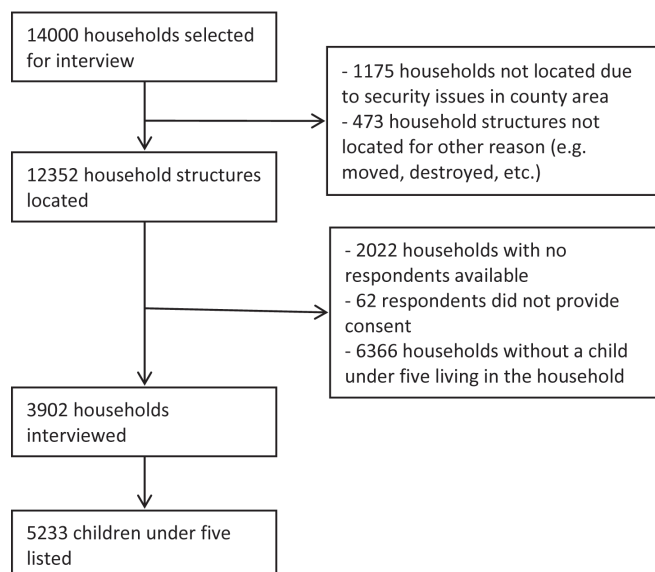 14000 households selected
for interview
- 1175 households not located due
to security issues in county area
- 473 household structures not
located for other reason (e.g.
moved, destroyed, etc.)
12352 household structures
located
- 2022 households with no
respondents available
- 62 respondents did not provide
consent
- 6366 households without a child
under five living in the household
3902 households
interviewed
5233 children under five
listed